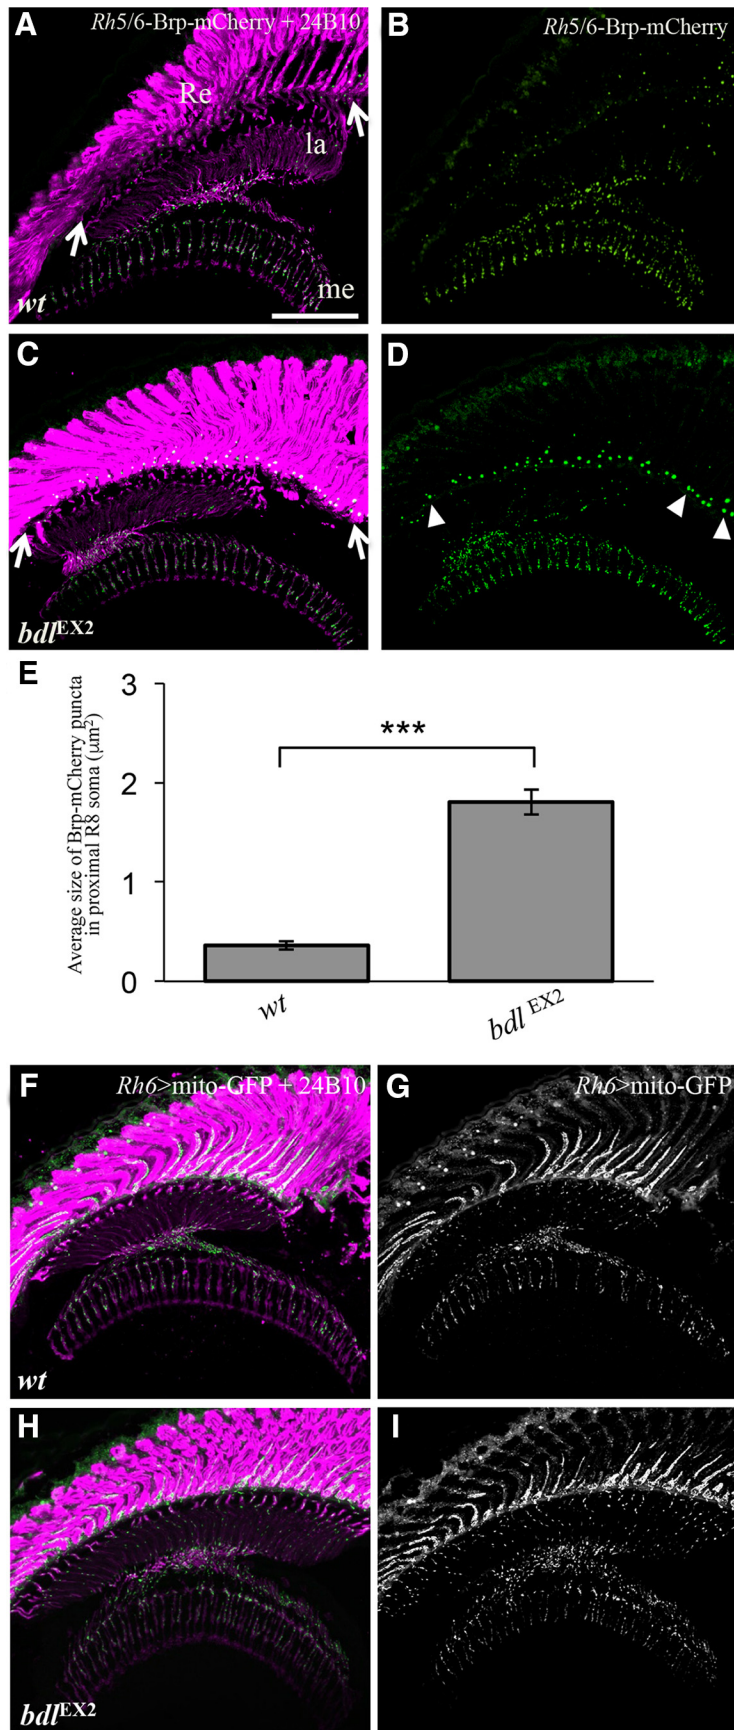 A
Rh5/6-Brp-mCherry + 24B10
Re
la
me
wt
B
Rh5/6-Brp-mCherry
C
bdlEX2
D
E
Average size of Brp-mCherry puncta
in proximal R8 soma (μm²)
3
2
1
0
***
wt
bdl EX2
F
Rh6>mito-GFP + 24B10
wt
G
Rh6>mito-GFP
H
bdlEX2
I